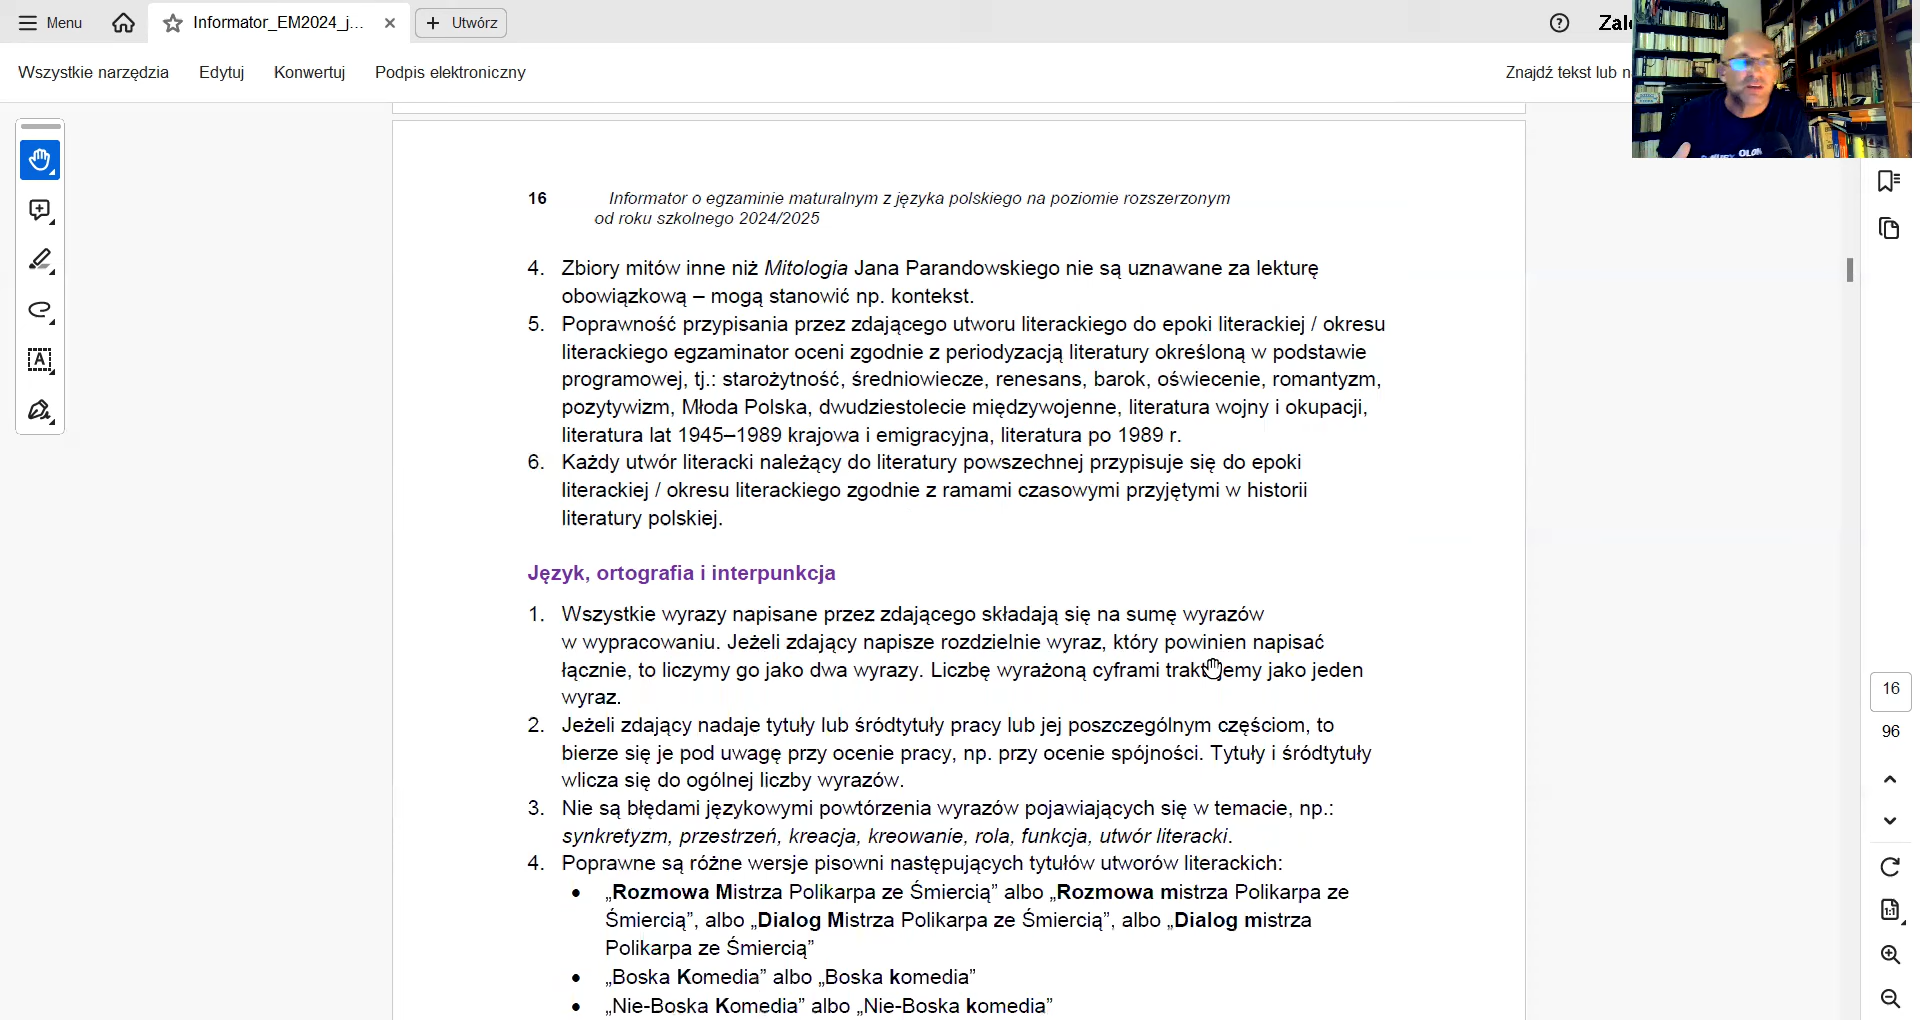 Menu
Informator_EM2024_j...
Utwórz
Wszystkie narzędzia
Edytuj
Konwertuj
Podpis elektroniczny
Znajdź tekst lub
16 Informator o egzaminie maturalnym z języka polskiego na poziomie rozszerzonym
od roku szkolnego 2024/2025
4. Zbiory mitów inne niż Mitologia Jana Parandowskiego nie są uznawane za lekturę
obowiązkową – mogą stanowić np. kontekst.
5. Poprawność przypisania przez zdającego utworu literackiego do epoki literackiej / okresu
literackiego egzaminator oceni zgodnie z periodyzacją literatury określoną w podstawie
programowej, tj.: starożytność, średniowiecze, renesans, barok, oświecenie, romantyzm,
pozytywizm, Młoda Polska, dwudziestolecie międzywojenne, literatura wojny i okupacji,
literatura lat 1945–1989 krajowa i emigracyjna, literatura po 1989 r.
6. Każdy utwór literacki należący do literatury powszechnej przypisuje się do epoki
literackiej / okresu literackiego zgodnie z ramami czasowymi przyjętymi w historii
literatury polskiej.
Język, ortografia i interpunkcja
1. Wszystkie wyrazy napisane przez zdającego składają się na sumę wyrazów
w wypracowaniu. Jeżeli zdający napisze rozdzielnie wyraz, który powinien napisać
łącznie, to liczymy go jako dwa wyrazy. Liczbę wyrażoną cyframi traktujemy jako jeden
wyraz.
2. Jeżeli zdający nadaje tytuły lub śródtytuły pracy lub jej poszczególnym częściom, to
bierze się je pod uwagę przy ocenie pracy, np. przy ocenie spójności. Tytuły i śródtytuły
wlicza się do ogólnej liczby wyrazów.
3. Nie są błędami językowymi powtórzenia wyrazów pojawiających się w temacie, np.:
synkretyzm, przestrzeń, kreacja, kreowanie, rola, funkcja, utwór literacki.
4. Poprawne są różne wersje pisowni następujących tytułów utworów literackich:
• „Rozmowa Mistrza Polikarpa ze Śmiercią” albo „Rozmowa mistrza Polikarpa ze
Śmiercią”, albo „Dialog Mistrza Polikarpa ze Śmiercią”, albo „Dialog mistrza
Polikarpa ze Śmiercią”
• „Boska Komedia” albo „Boska komedia”
• „Nie-Boska Komedia” albo „Nie-Boska komedia”
16
96